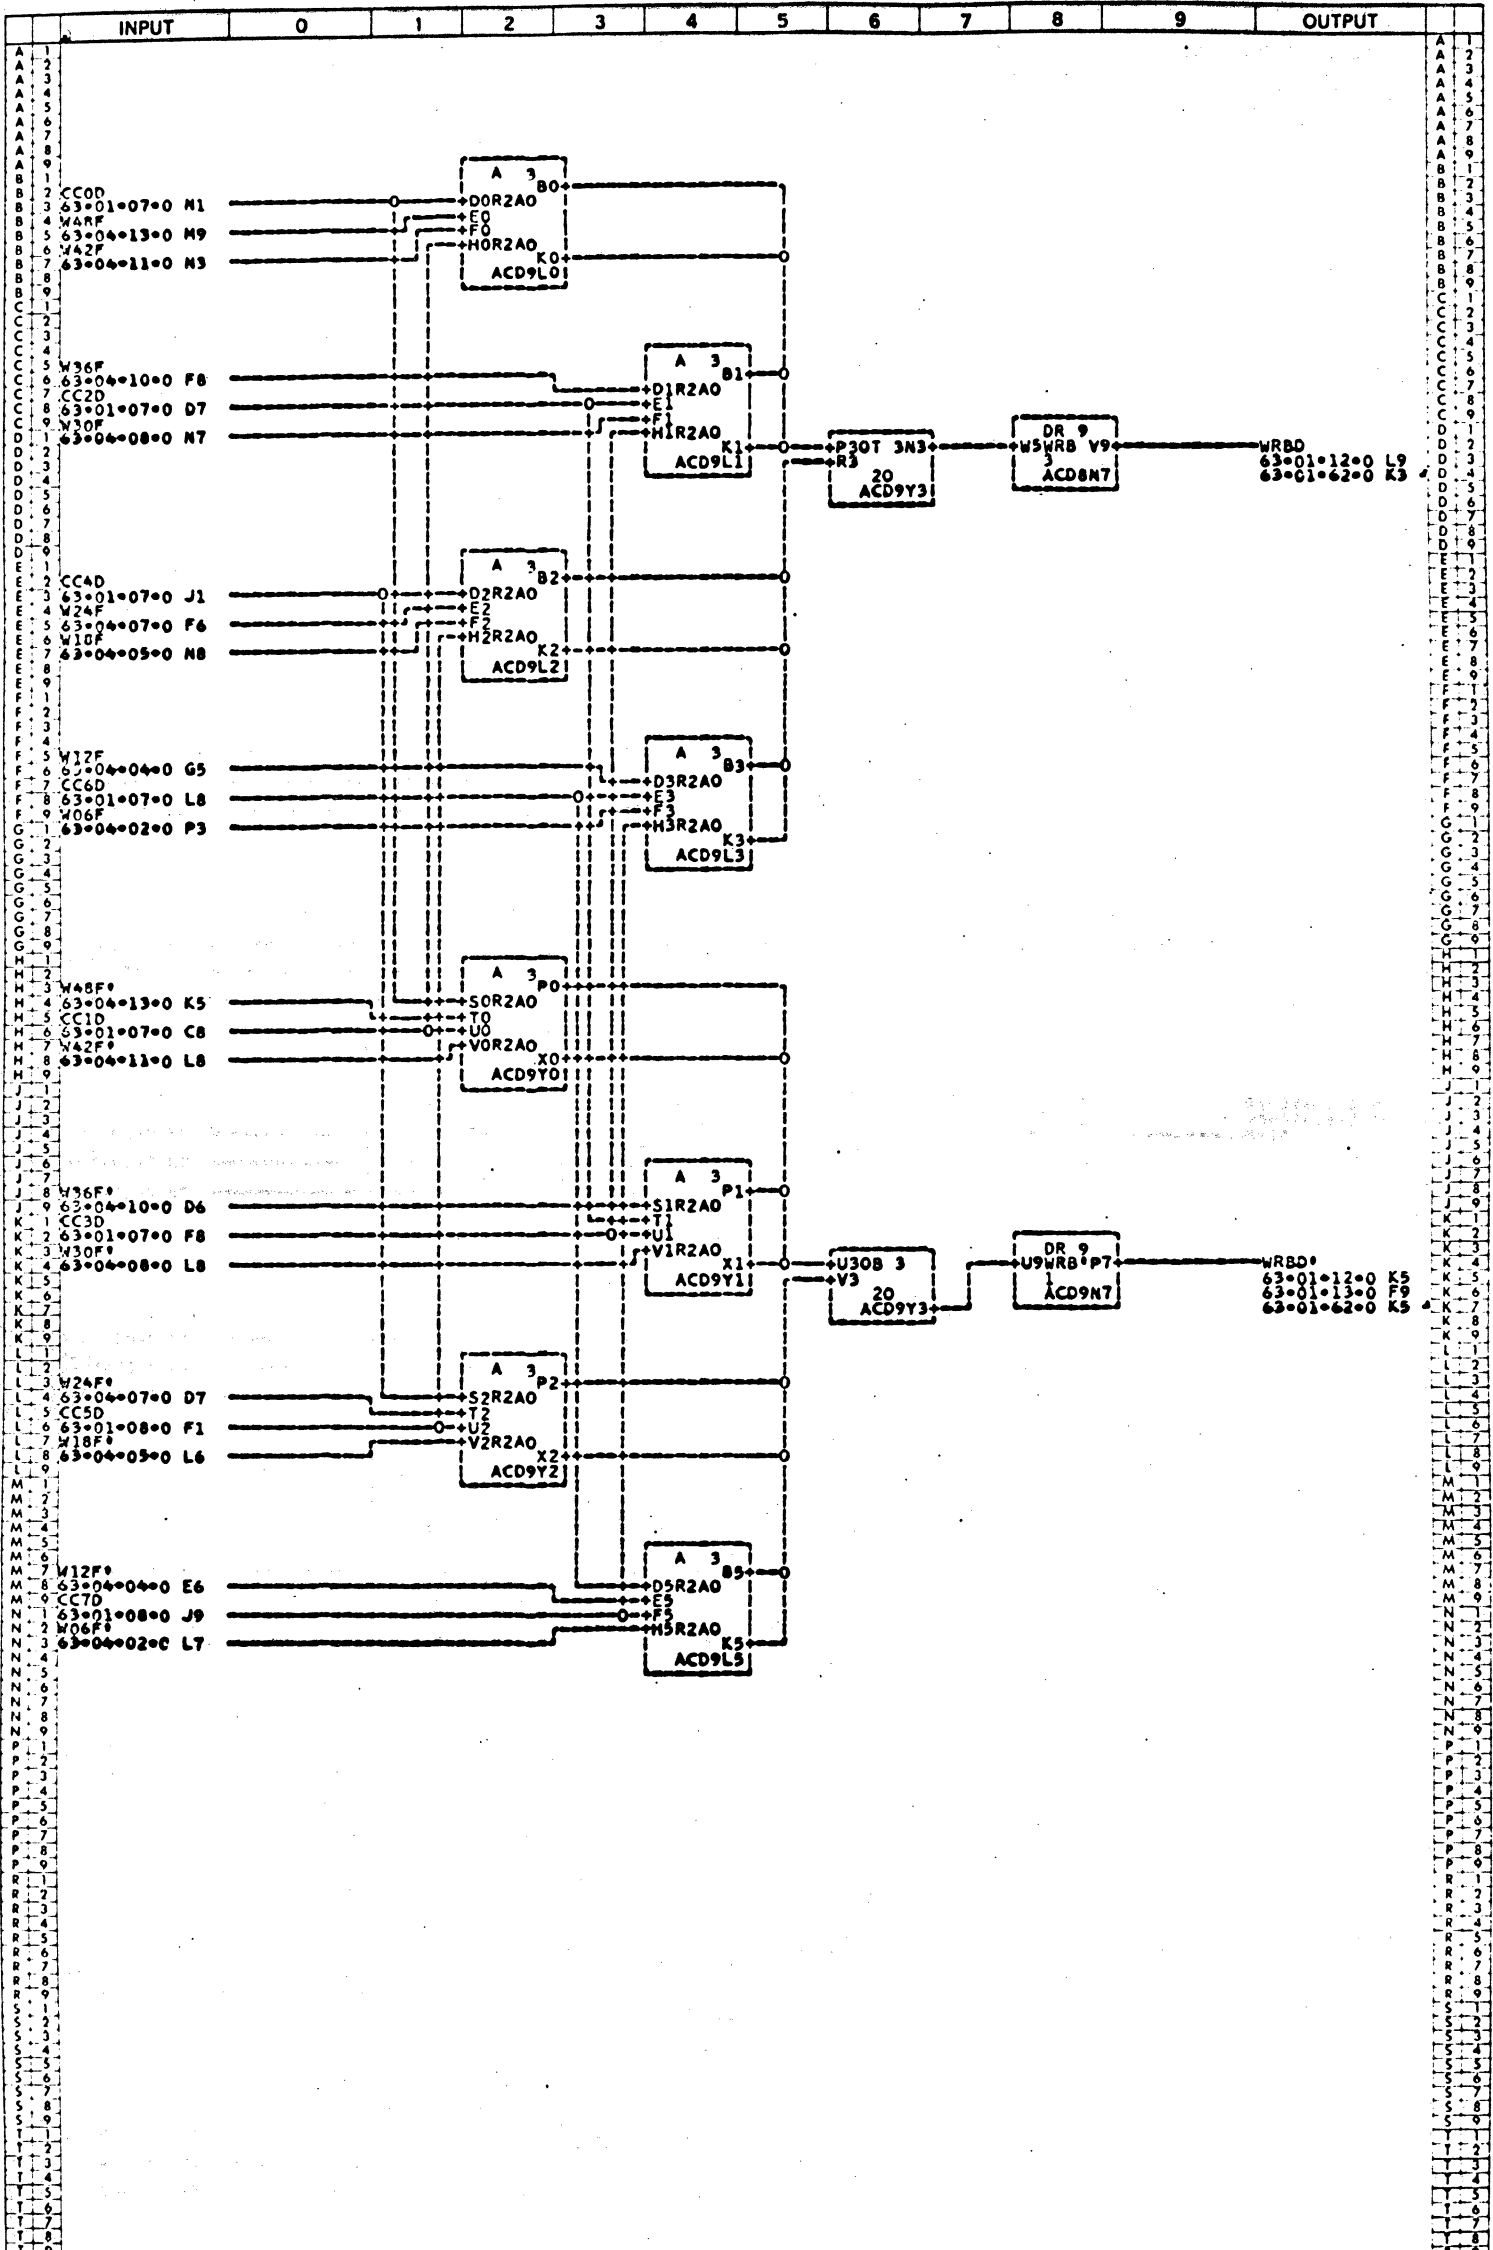 INPUT 0 1 2 3 4 5 6 7 8 9 OUTPUT
A 3
B0
CC0D
63•01•07•0 N1
D0R2A0
W48F
E0
63•04•13•0 M9
F0
W42F
H0R2A0
63•04•11•0 N3
K0
ACD9L0
A 3
W36F
B1
63•04•10•0 F8
D1R2A0
CC2D
63•01•07•0 D7
E1
W30F
F1
63•04•08•0 N7
H1R2A0
K1
ACD9L1
P3OT 3N3
R3
20
ACD9Y3
DR 9
W5WRB V9
3
ACD8N7
WRBD
63•01•12•0 L9
63•01•62•0 K3
A 3
B2
CC4D
63•01•07•0 J1
D2R2A0
W24F
E2
63•04•07•0 F6
F2
W18F
H2R2A0
63•04•05•0 N8
K2
ACD9L2
A 3
W12F
B3
63•04•04•0 G5
D3R2A0
CC6D
63•01•07•0 L8
E3
W06F
F3
63•04•02•0 P3
H3R2A0
K3
ACD9L3
A 3
W48F'
P0
63•04•13•0 K5
S0R2A0
CC1D
T0
63•01•07•0 C8
U0
W42F'
V0R2A0
63•04•11•0 L8
X0
ACD9Y0
A 3
W36F'
P1
63•04•10•0 D6
S1R2A0
CC3D
T1
63•01•07•0 F8
U1
W30F'
V1R2A0
63•04•08•0 L8
X1
ACD9Y1
U3OB 3
V3
20
ACD9Y3
DR 9
U9WRB'P7
1
ACD9N7
WRBD'
63•01•12•0 K5
63•01•13•0 F9
63•01•62•0 K5
A 3
W24F'
P2
63•04•07•0 D7
S2R2A0
CC5D
T2
63•01•08•0 F1
U2
W18F'
V2R2A0
63•04•05•0 L6
X2
ACD9Y2
A 3
W12F'
B5
63•04•04•0 E6
D5R2A0
CC7D
E5
63•01•08•0 J9
F5
W06F'
H5R2A0
63•04•02•0 L7
K5
ACD9L5